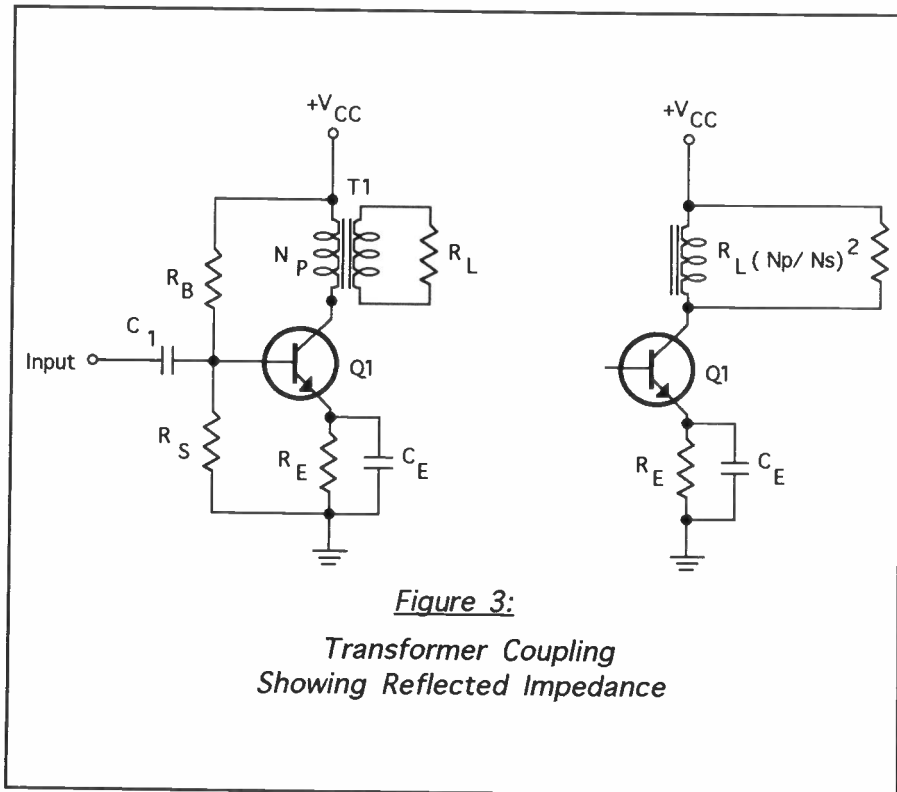 +VCC
T1
NP
RL
RB
C1
Input
Q1
RS
RE
CE
+VCC
RL(Np/Ns)2
Q1
RE
CE
Figure 3:
Transformer Coupling
Showing Reflected Impedance